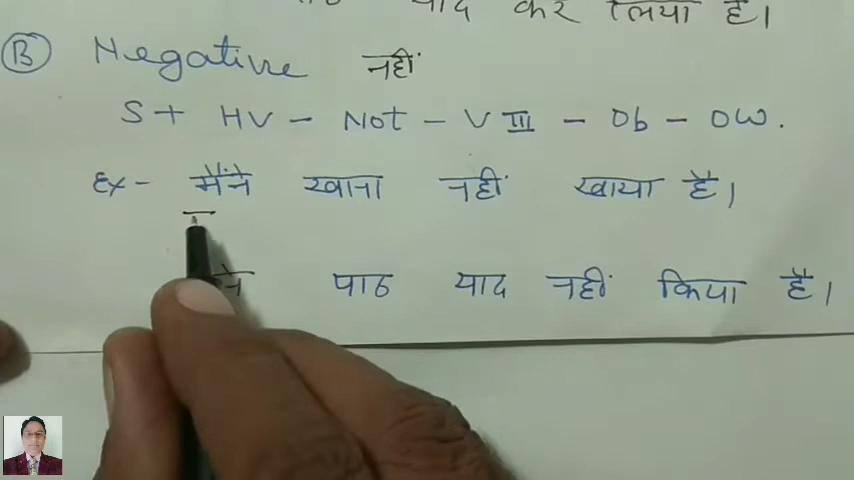 याद कर लिया है।
(B) Negative नहीं
S + HV - Not - V III - Ob - OW.
Ex - मैंने खाना नहीं खाया है।
पाठ याद नहीं किया है।